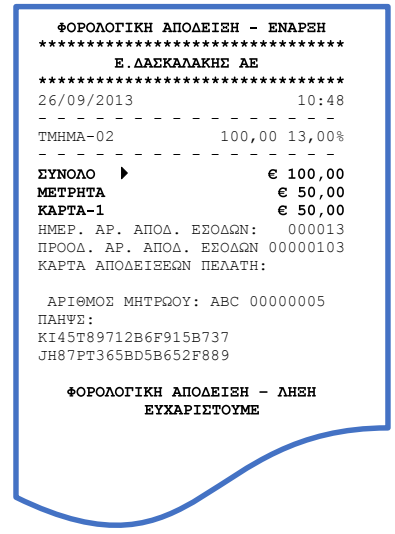 ΦΟΡΟΛΟΓΙΚΗ ΑΠΟΔΕΙΞΗ - ΕΝΑΡΞΗ
********************************
Ε.ΔΑΣΚΑΛΑΚΗΣ ΑΕ
********************************
26/09/2013 10:48
- - - - - - - - - - - - - - - -
ΤΜΗΜΑ-02 100,00 13,00%
- - - - - - - - - - - - - - - -
ΣΥΝΟΛΟ € 100,00
ΜΕΤΡΗΤΑ € 50,00
ΚΑΡΤΑ-1 € 50,00
ΗΜΕΡ. ΑΡ. ΑΠΟΔ. ΕΣΟΔΩΝ: 000013
ΠΡΟΟΔ. ΑΡ. ΑΠΟΔ. ΕΣΟΔΩΝ 00000103
ΚΑΡΤΑ ΑΠΟΔΕΙΞΕΩΝ ΠΕΛΑΤΗ:
ΑΡΙΘΜΟΣ ΜΗΤΡΩΟΥ: ABC 00000005
ΠΑΗΨΣ:
KI45T89712B6F915B737
JH87PT365BD5B652F889
ΦΟΡΟΛΟΓΙΚΗ ΑΠΟΔΕΙΞΗ – ΛΗΞΗ
ΕΥΧΑΡΙΣΤΟΥΜΕ